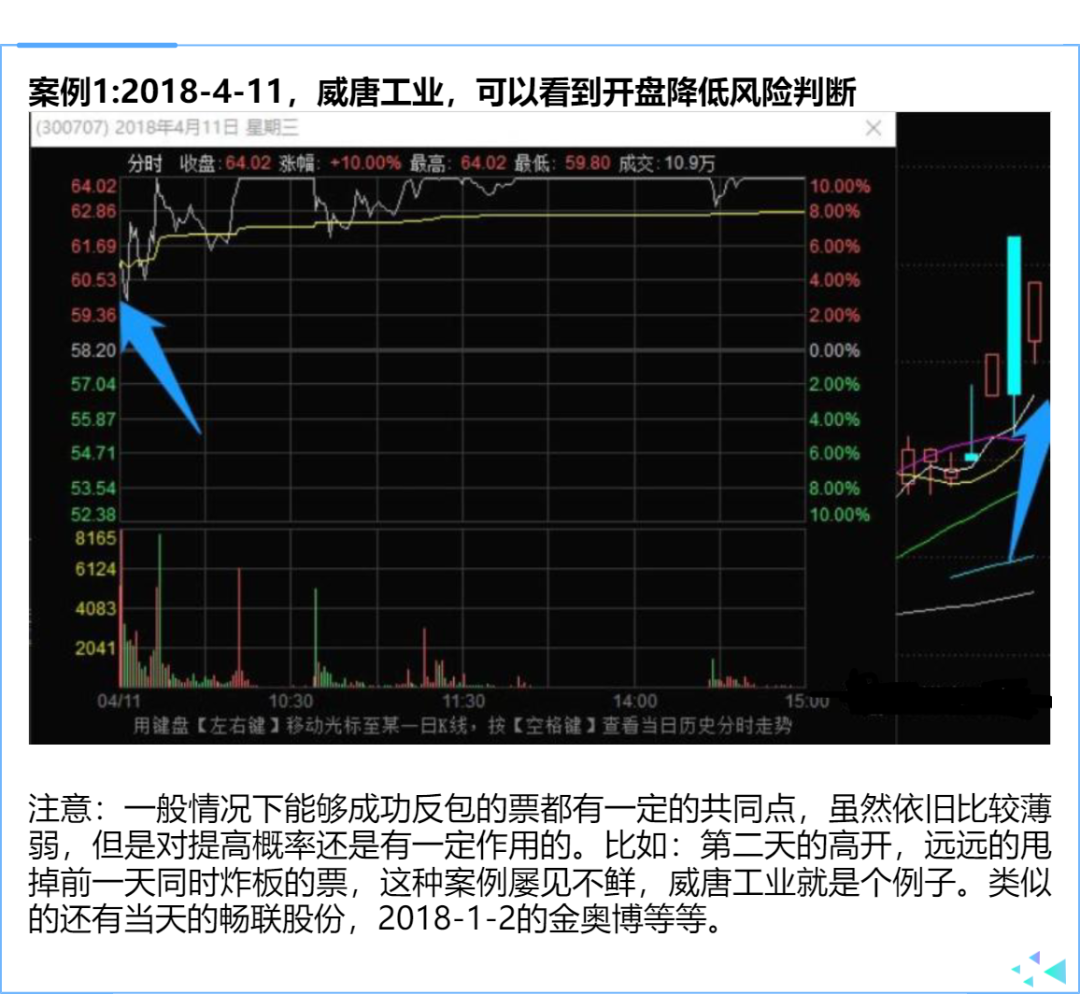 案例1:2018-4-11，威唐工业，可以看到开盘降低风险判断
(300707) 2018年4月11日 星期三
分时 收盘: 64.02 涨幅: +10.00% 最高: 64.02 最低: 59.80 成交: 10.9万
64.02 10.00%
62.86 8.00%
61.69 6.00%
60.53 4.00%
59.36 2.00%
58.20 0.00%
57.04 2.00%
55.87 4.00%
54.71 6.00%
53.54 8.00%
52.38 10.00%
8165
6124
4083
2041
04/11 10:30 11:30 14:00 15:00
用键盘【左右键】移动光标至某一日K线，按【空格键】查看当日历史分时走势
注意：一般情况下能够成功反包的票都有一定的共同点，虽然依旧比较薄
弱，但是对提高概率还是有一定作用的。比如：第二天的高开，远远的甩
掉前一天同时炸板的票，这种案例屡见不鲜，威唐工业就是个例子。类似
的还有当天的畅联股份，2018-1-2的金奥博等等。